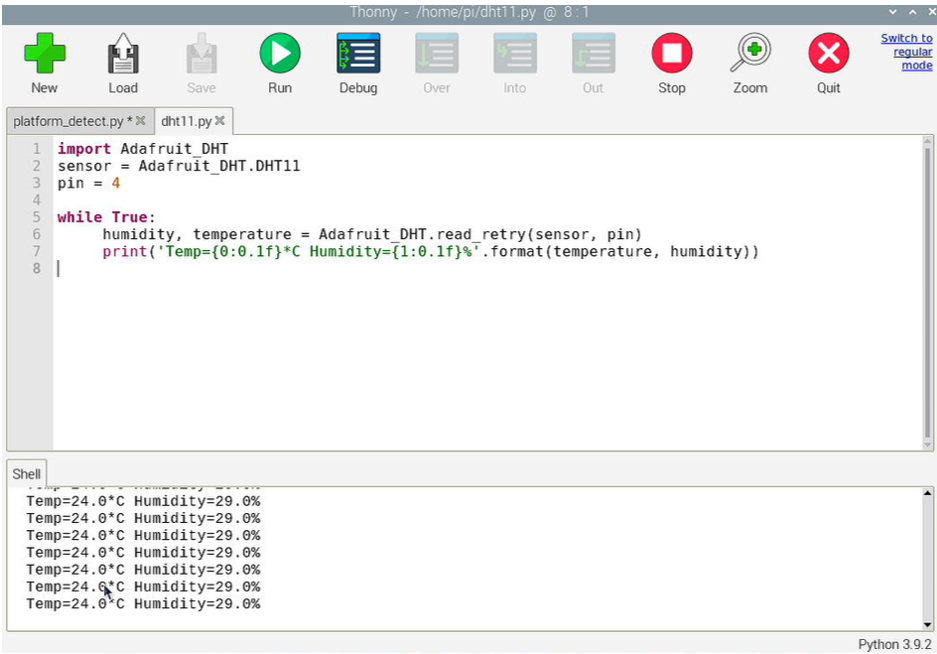 Thonny - /home/pi/dht11.py @ 8:1
New Load Save Run Debug Over Into Out Stop Zoom Quit
Switch to
regular
mode
platform_detect.py * dht11.py
1 import Adafruit_DHT
2 sensor = Adafruit_DHT.DHT11
3 pin = 4
4
5 while True:
6 humidity, temperature = Adafruit_DHT.read_retry(sensor, pin)
7 print('Temp={0:0.1f}*C Humidity={1:0.1f}%'.format(temperature, humidity))
8
Shell
Temp=24.0*C Humidity=29.0%
Temp=24.0*C Humidity=29.0%
Temp=24.0*C Humidity=29.0%
Temp=24.0*C Humidity=29.0%
Temp=24.0*C Humidity=29.0%
Temp=24.0*C Humidity=29.0%
Temp=24.0*C Humidity=29.0%
Python 3.9.2